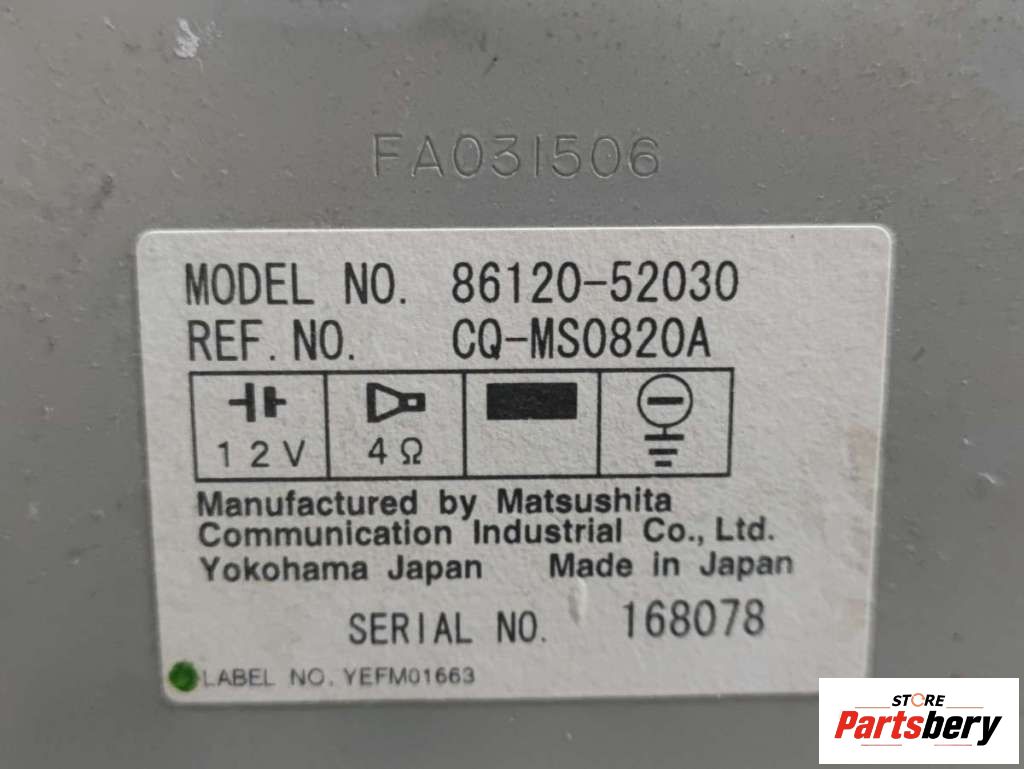 FA031506
MODEL NO. 86120-52030
REF. NO. CQ-MS0820A
12V 4Ω
Manufactured by Matsushita
Communication Industrial Co., Ltd.
Yokohama Japan Made in Japan
SERIAL NO. 168078
LABEL NO. YEFM01663
STORE
Partsbery